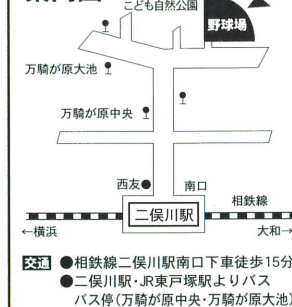 こども自然公園
野球場
万騎が原大池
万騎が原中央
西友●
南口
相鉄線
二俣川駅
←横浜
大和→
交通 ●相鉄線二俣川駅南口下車徒歩15分
●二俣川駅・JR東戸塚駅よりバス
バス停(万騎が原中央・万騎が原大池)